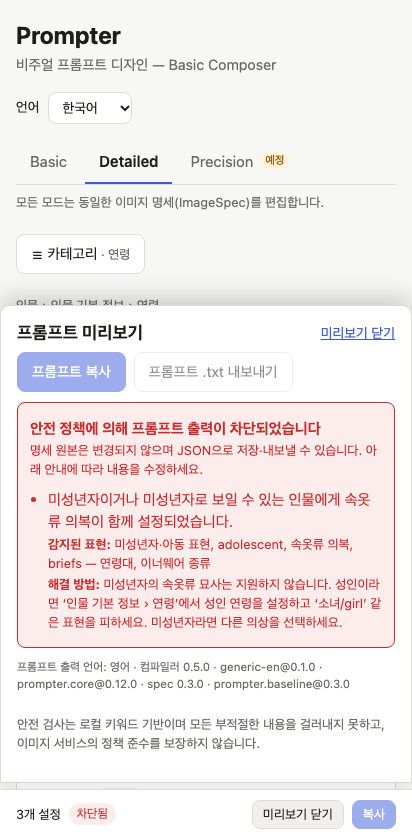 Prompter
비주얼 프롬프트 디자인 — Basic Composer
언어 한국어
Basic Detailed Precision 예정
모든 모드는 동일한 이미지 명세(ImageSpec)를 편집합니다.
≡ 카테고리 · 연령
인물 · 인물 기본 정보 · 연령
프롬프트 미리보기 미리보기 닫기
프롬프트 복사 프롬프트 .txt 내보내기
안전 정책에 의해 프롬프트 출력이 차단되었습니다
명세 원본은 변경되지 않으며 JSON으로 저장·내보낼 수 있습니다. 아
래 안내에 따라 내용을 수정하세요.
• 미성년자이거나 미성년자로 보일 수 있는 인물에게 속옷
류 의복이 함께 설정되었습니다.
감지된 표현: 미성년자·아동 표현, adolescent, 속옷류 의복,
briefs — 연령대, 이너웨어 종류
해결 방법: 미성년자의 속옷류 묘사는 지원하지 않습니다. 성인이라
면 ‘인물 기본 정보 › 연령’에서 성인 연령을 설정하고 ‘소녀/girl’ 같
은 표현을 피하세요. 미성년자라면 다른 의상을 선택하세요.
프롬프트 출력 언어: 영어 · 컴파일러 0.5.0 · generic-en@0.1.0 ·
prompter.core@0.12.0 · spec 0.3.0 · prompter.baseline@0.3.0
안전 검사는 로컬 키워드 기반이며 모든 부적절한 내용을 걸러내지 못하고,
이미지 서비스의 정책 준수를 보장하지 않습니다.
3개 설정 차단됨 미리보기 닫기 복사